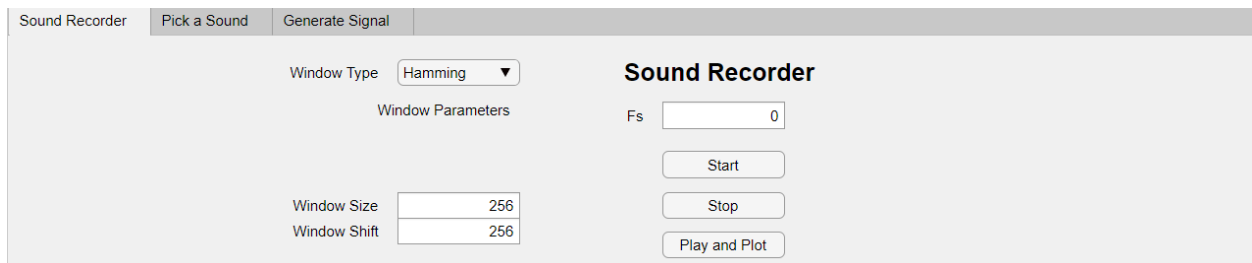 Sound Recorder Pick a Sound Generate Signal
Window Type Hamming
Sound Recorder
Window Parameters
Fs 0
Start
Window Size 256
Stop
Window Shift 256
Play and Plot